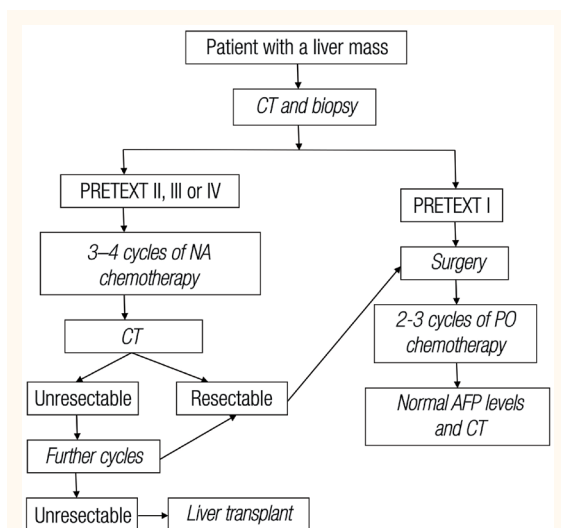 Patient with a liver mass
CT and biopsy
PRETEXT II, III or IV
PRETEXT I
3–4 cycles of NA
chemotherapy
Surgery
CT
2-3 cycles of PO
chemotherapy
Unresectable
Resectable
Normal AFP levels
and CT
Further cycles
Unresectable
Liver transplant